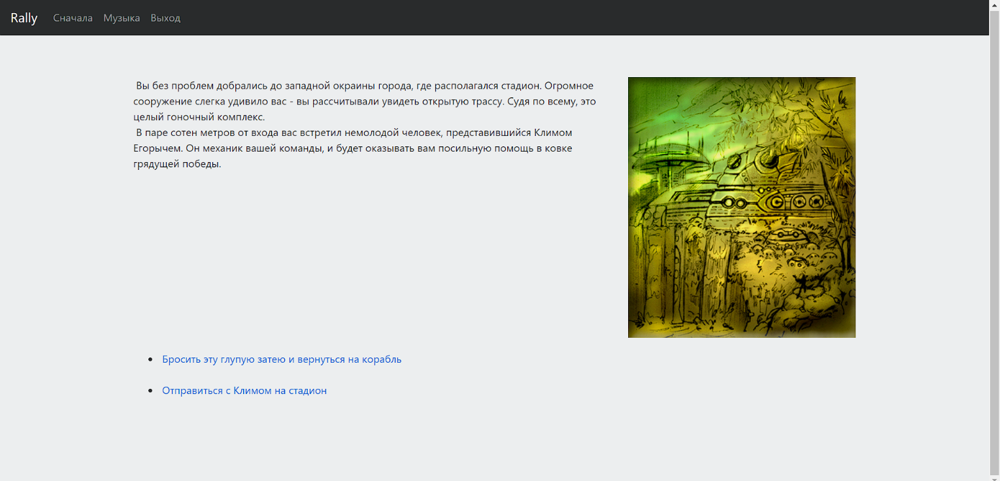 Rally Сначала Музыка Выход
Вы без проблем добрались до западной окраины города, где располагался стадион. Огромное
сооружение слегка удивило вас - вы рассчитывали увидеть открытую трассу. Судя по всему, это
целый гоночный комплекс.
В паре сотен метров от входа вас встретил немолодой человек, представившийся Климом
Егорычем. Он механик вашей команды, и будет оказывать вам посильную помощь в ковке
грядущей победы.
Бросить эту глупую затею и вернуться на корабль
Отправиться с Климом на стадион